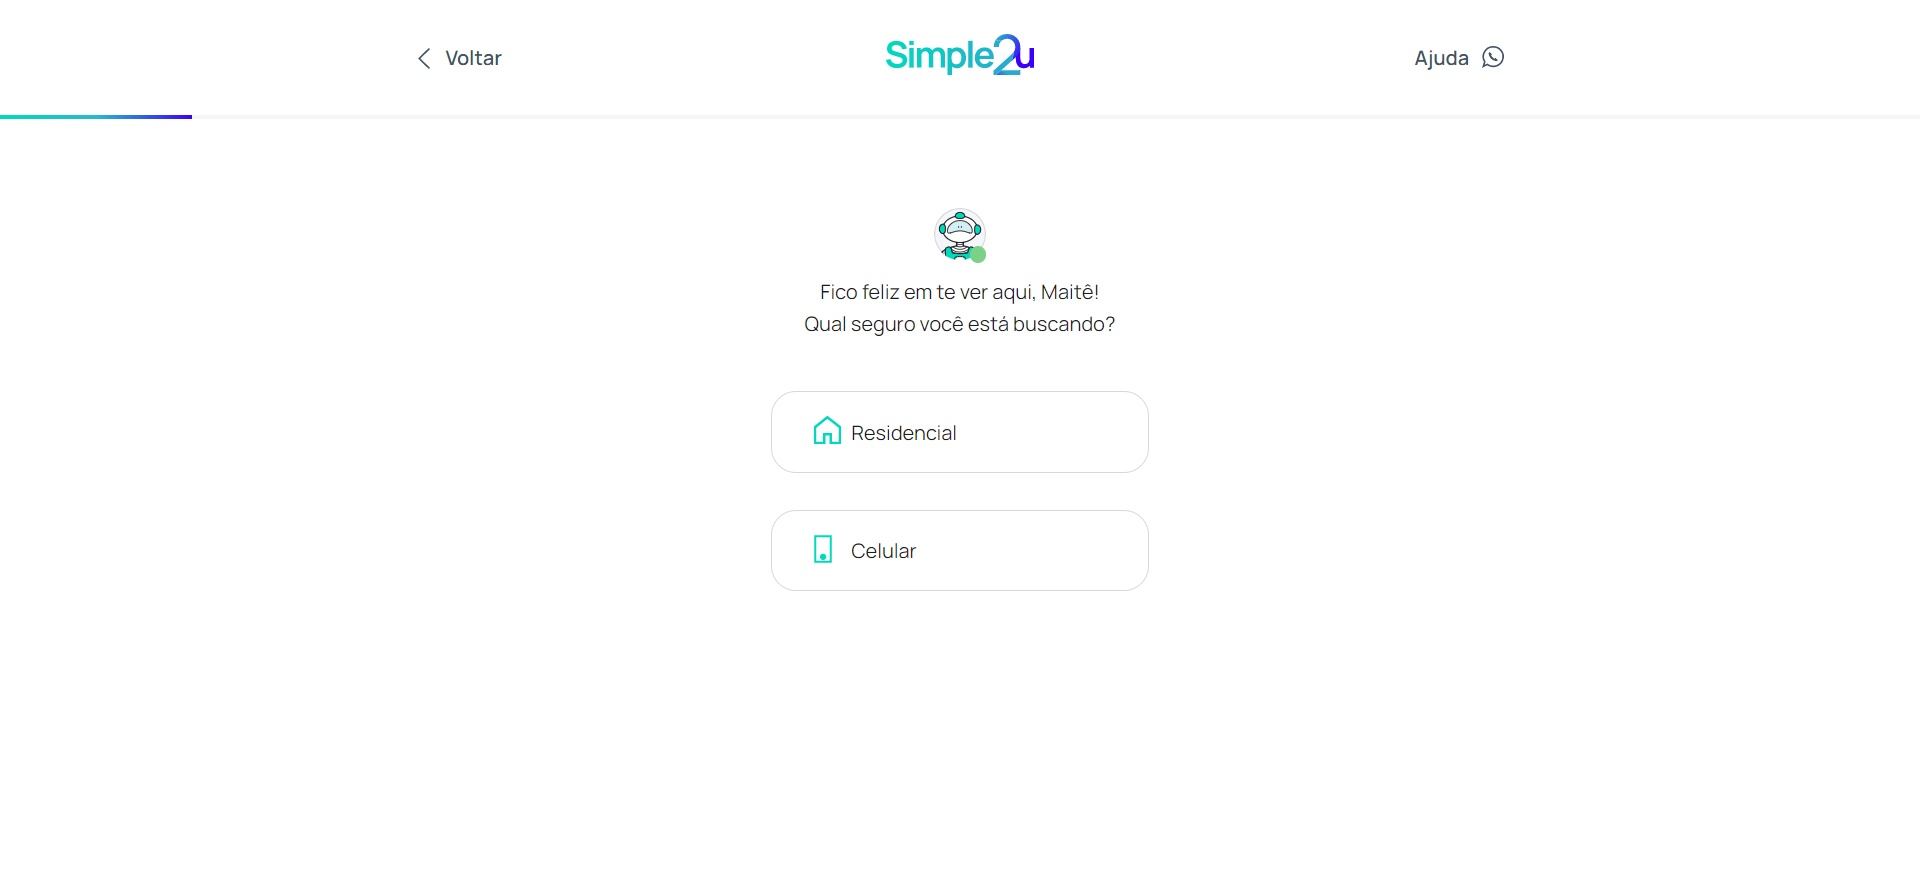 Voltar
Simple2u
Ajuda
Fico feliz em te ver aqui, Maitê!
Qual seguro você está buscando?
Residencial
Celular